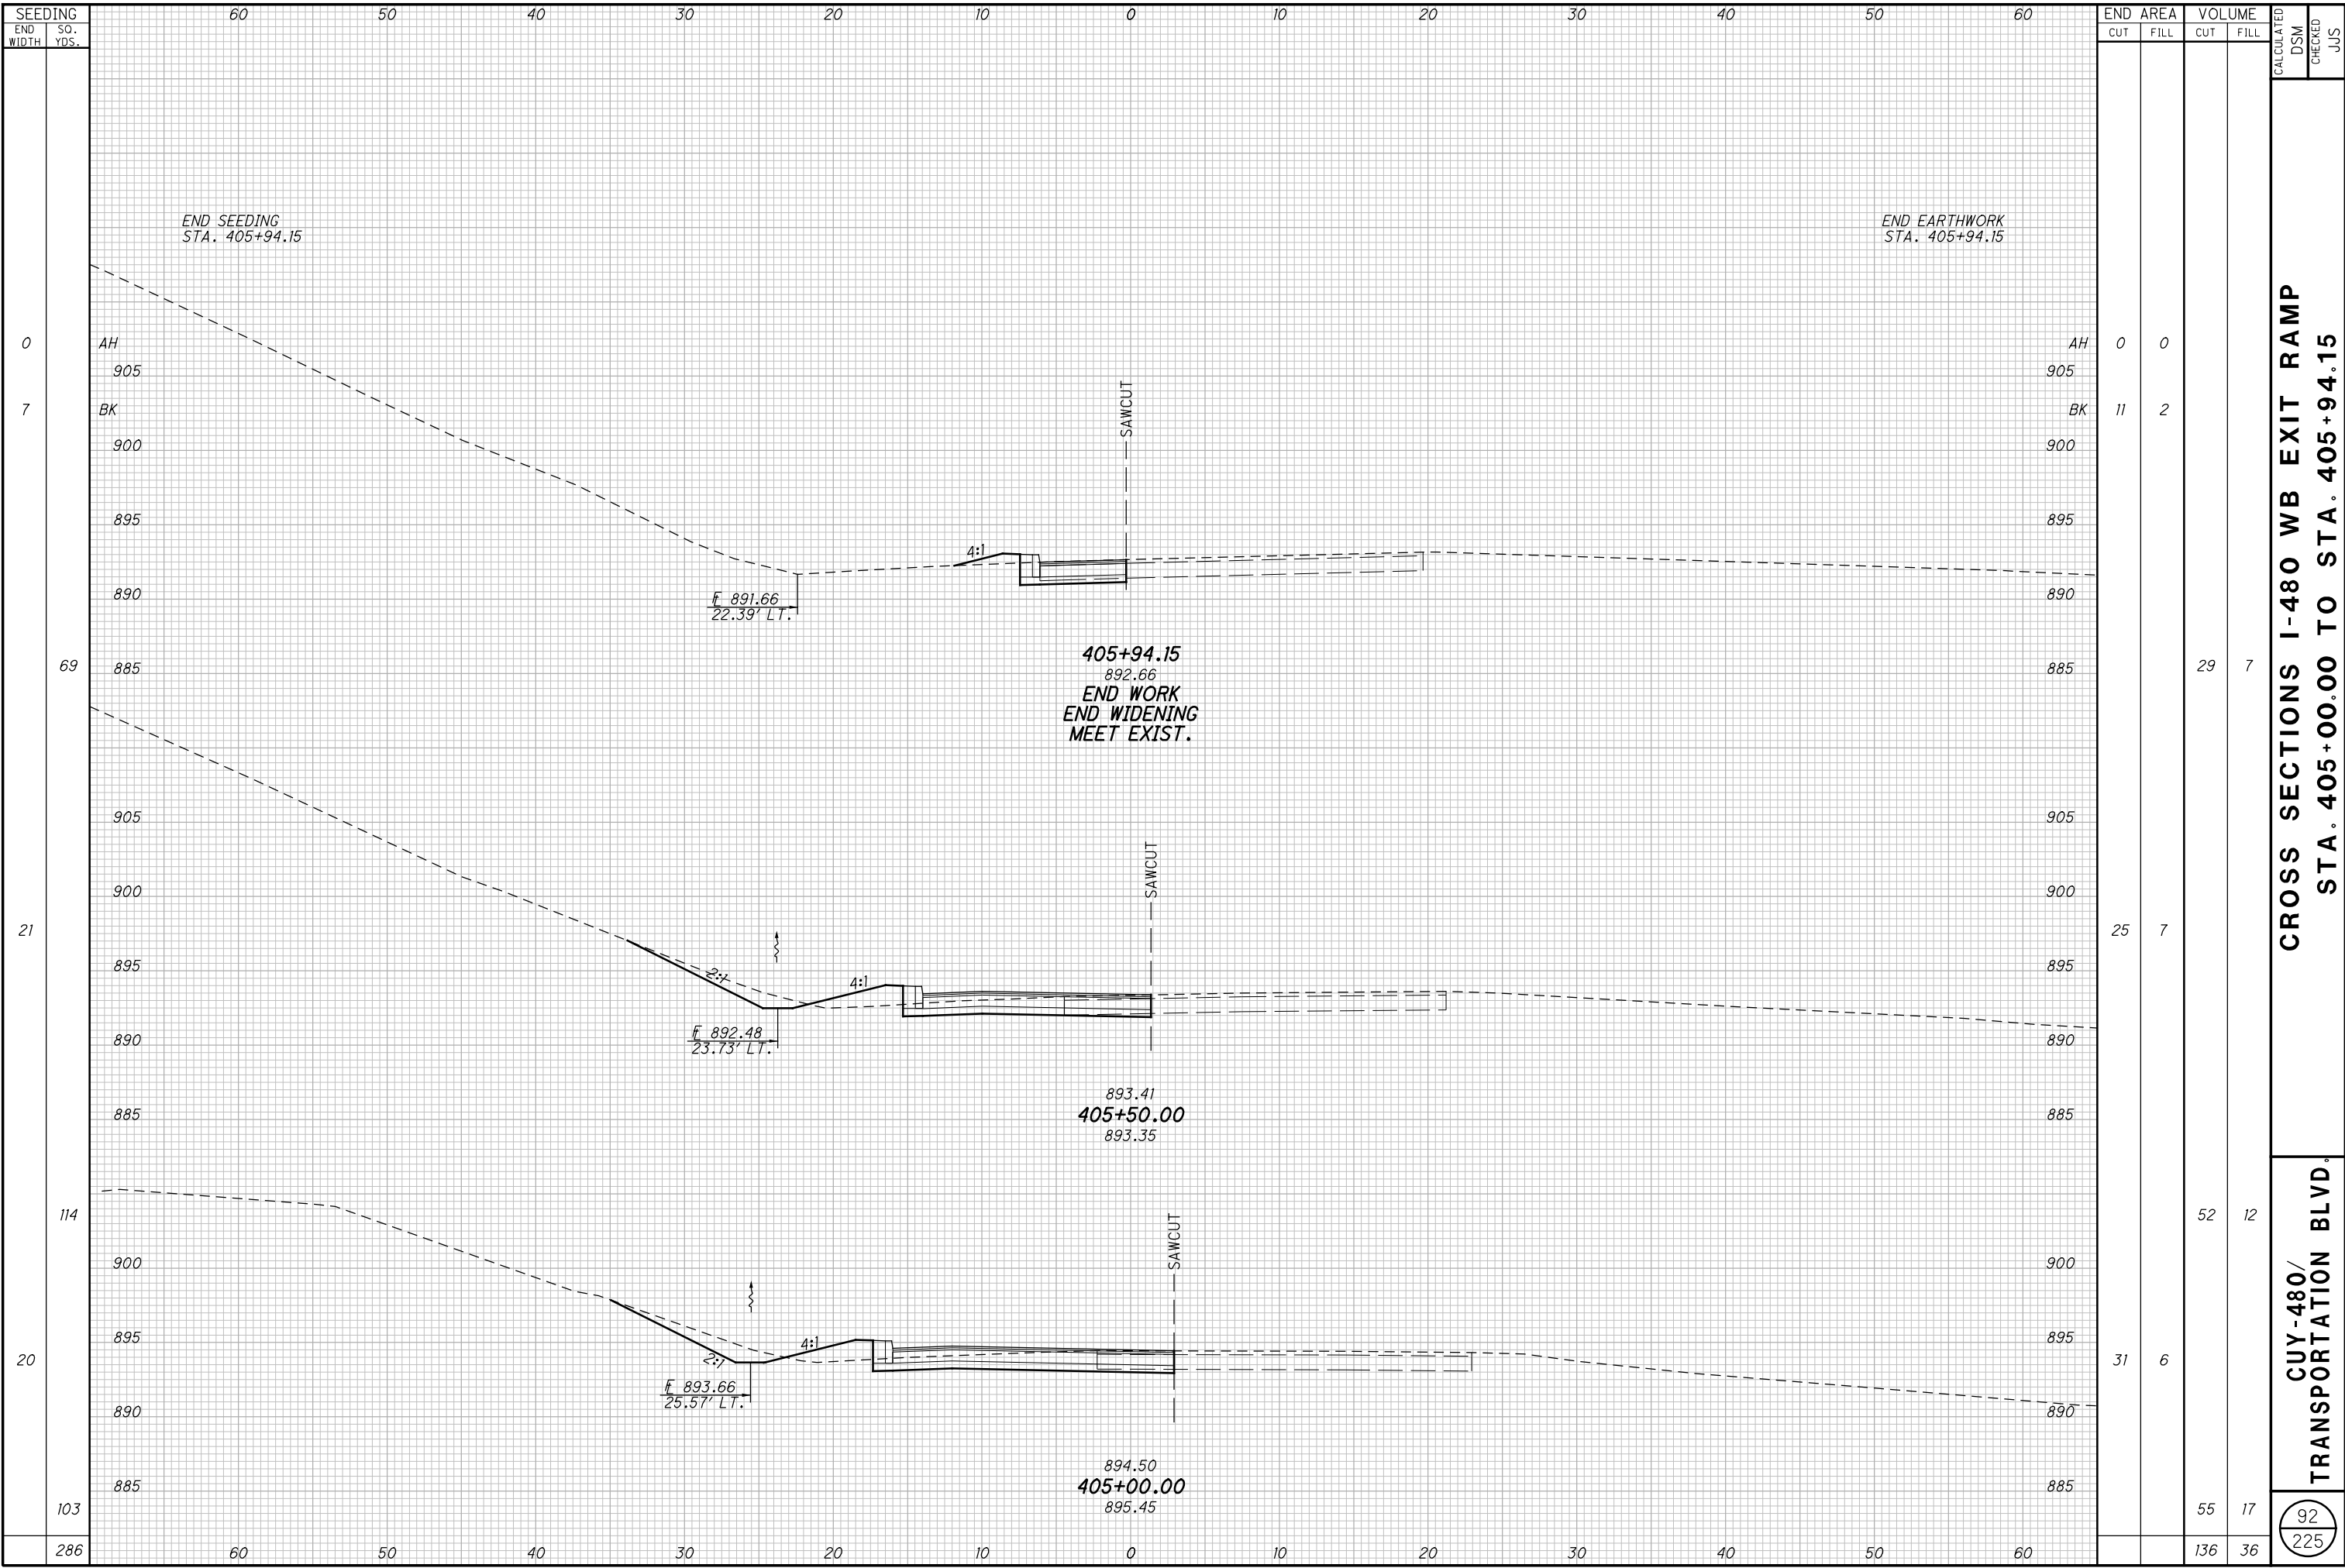 SEEDING
END WIDTH
SQ. YDS.
60 50 40 30 20 10 0 10 20 30 40 50 60
END AREA
VOLUME
CUT FILL CUT FILL
CALCULATED
DSM
CHECKED
JJS
END SEEDING
STA. 405+94.15
END EARTHWORK
STA. 405+94.15
0 AH AH 0 0
905 905
7 BK BK 11 2
SAWCUT
900 900
895 895
4:1
890 890
891.66
22.39' LT.
405+94.15
69 885 885 29 7
892.66
END WORK
END WIDENING
MEET EXIST.
905 905
SAWCUT
900 900
21 25 7
895 895
2:1
4:1
892.48
23.73' LT.
890 890
893.41
405+50.00
893.35
885 885
114 52 12
SAWCUT
900 900
895 895
4:1
2:1
20 31 6
893.66
25.57' LT.
890 890
894.50
405+00.00
895.45
885 885
103 55 17
286 136 36
60 50 40 30 20 10 0 10 20 30 40 50 60
CROSS SECTIONS I-480 WB EXIT RAMP
STA. 405+00.00 TO STA. 405+94.15
CUY-480/
TRANSPORTATION BLVD.
92
225